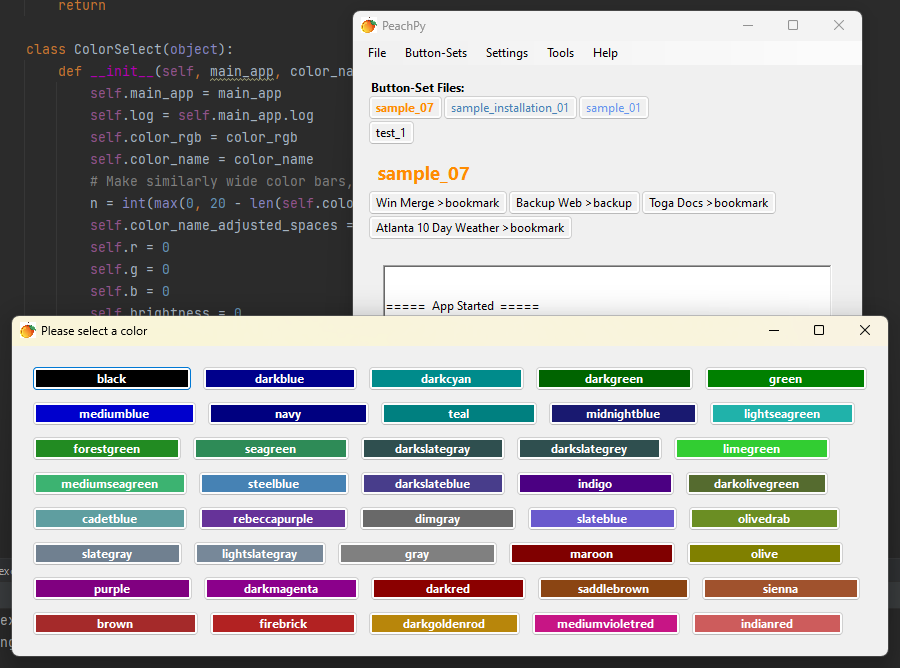 return
class ColorSelect(object):
def __init__(self, main_app, color_na
self.main_app = main_app
self.log = self.main_app.log
self.color_rgb = color_rgb
self.color_name = color_name
# Make similarly wide color bars,
n = int(max(0, 20 - len(self.colo
self.color_name_adjusted_spaces =
self.r = 0
self.g = 0
self.b = 0
self.brightness = 0
PeachPy
File Button-Sets Settings Tools Help
Button-Set Files:
sample_07 sample_installation_01 sample_01
test_1
sample_07
Win Merge >bookmark Backup Web >backup Toga Docs >bookmark
Atlanta 10 Day Weather >bookmark
===== App Started =====
Please select a color
black darkblue darkcyan darkgreen green
mediumblue navy teal midnightblue lightseagreen
forestgreen seagreen darkslategray darkslategrey limegreen
mediumseagreen steelblue darkslateblue indigo darkolivegreen
cadetblue rebeccapurple dimgray slateblue olivedrab
slategray lightslategray gray maroon olive
purple darkmagenta darkred saddlebrown sienna
brown firebrick darkgoldenrod mediumvioletred indianred